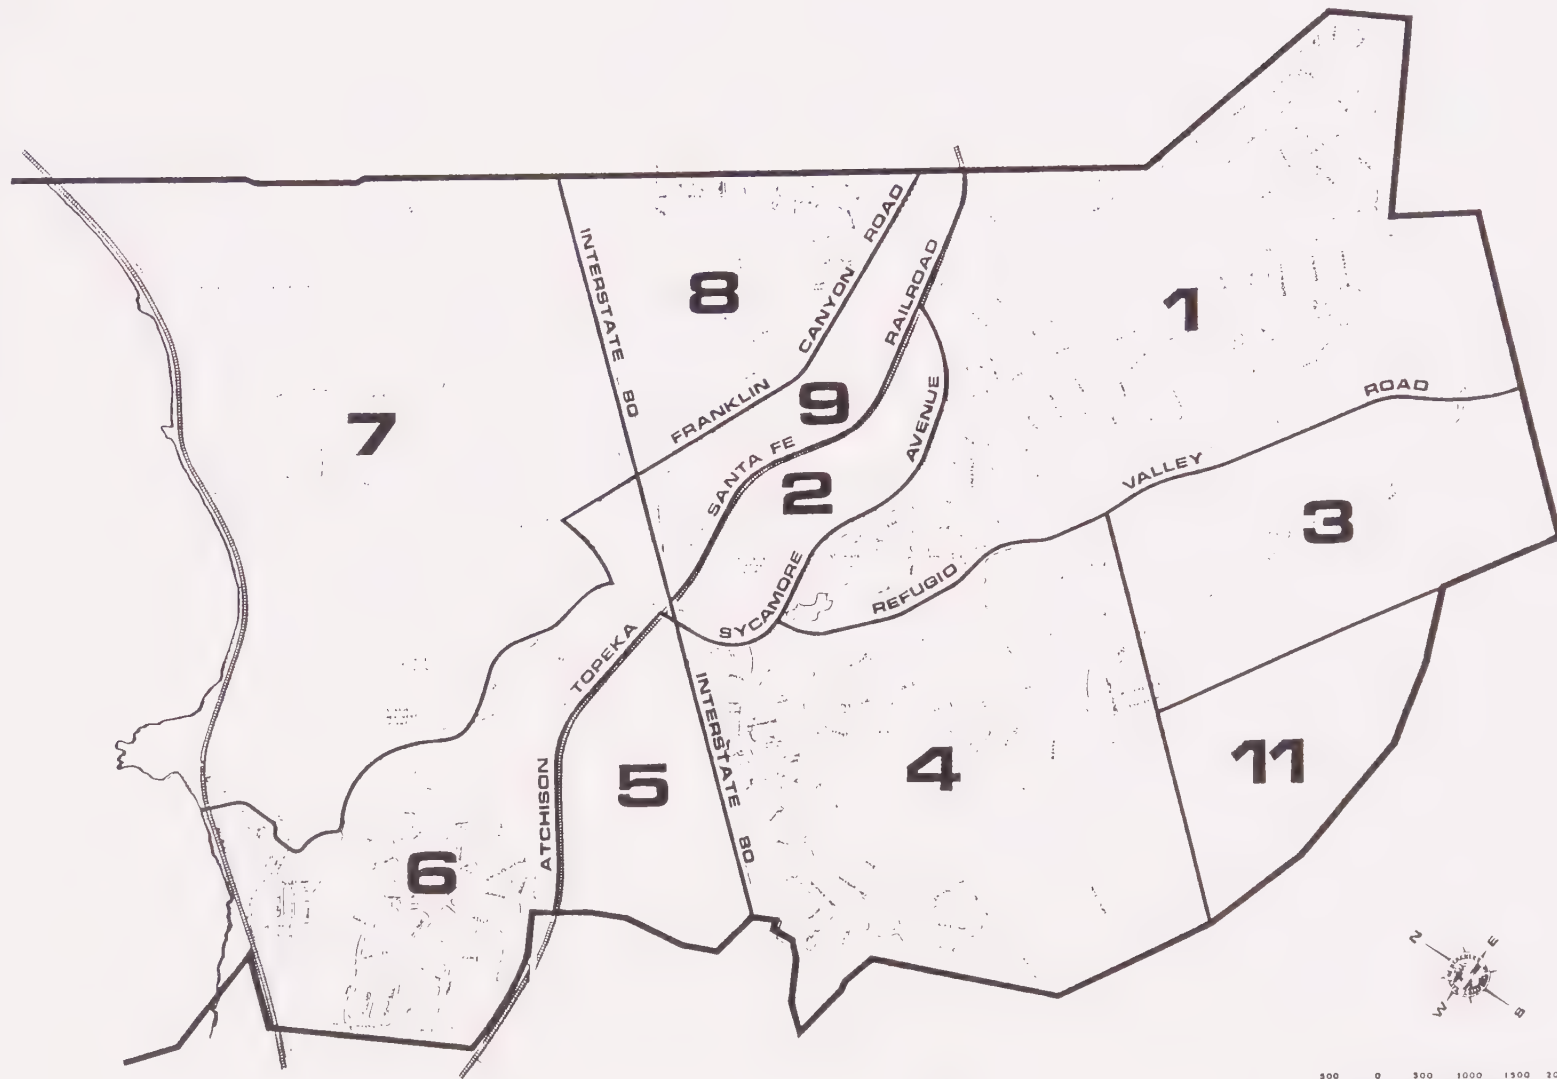 INTERSTATE 80
8
FRANKLIN CANYON ROAD
1
7
9
ATCHISON TOPEKA SANTA FE RAILROAD
2
SYCAMORE AVENUE
REFUGIO VALLEY ROAD
3
INTERSTATE 80
5
4
11
6
N
E
W
S
500 0 500 1000 1500